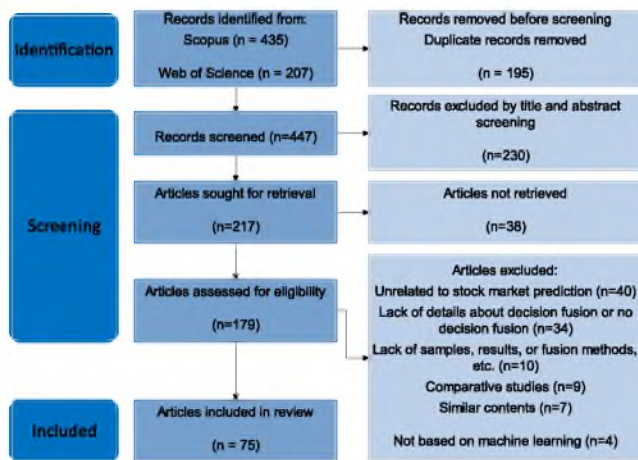 Identification
Records identified from:
Scopus (n = 435)
Web of Science (n = 207)
Records removed before screening
Duplicate records removed
(n = 195)
Screening
Records screened (n=447)
Records excluded by title and abstract
screening
(n=230)
Articles sought for retrieval
(n=217)
Articles not retrieved
(n=38)
Articles assessed for eligibility
(n=179)
Articles excluded:
Unrelated to stock market prediction (n=40)
Lack of details about decision fusion or no
decision fusion (n=34)
Lack of samples, results, or fusion methods,
etc. (n=10)
Comparative studies (n=9)
Similar contents (n=7)
Not based on machine learning (n=4)
Included
Articles included in review
(n = 75)